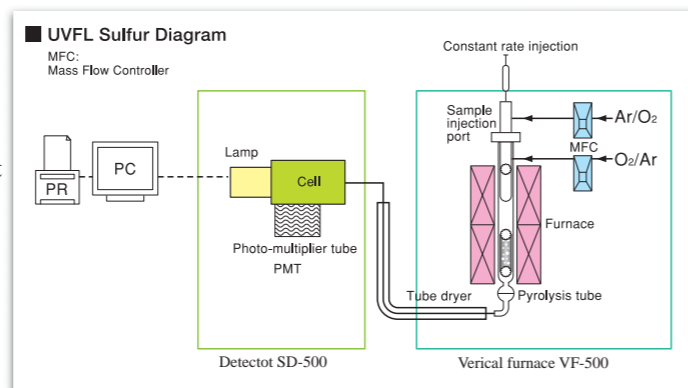 ■ UVFL Sulfur Diagram
MFC:
Mass Flow Controller
Constant rate injection
Sample
injection
port
Ar/O₂
MFC
O₂/Ar
Lamp
PR
PC
Cell
Furnace
Photo-multiplier tube
PMT
Tube dryer
Pyrolysis tube
Detectot SD-500
Verical furnace VF-500